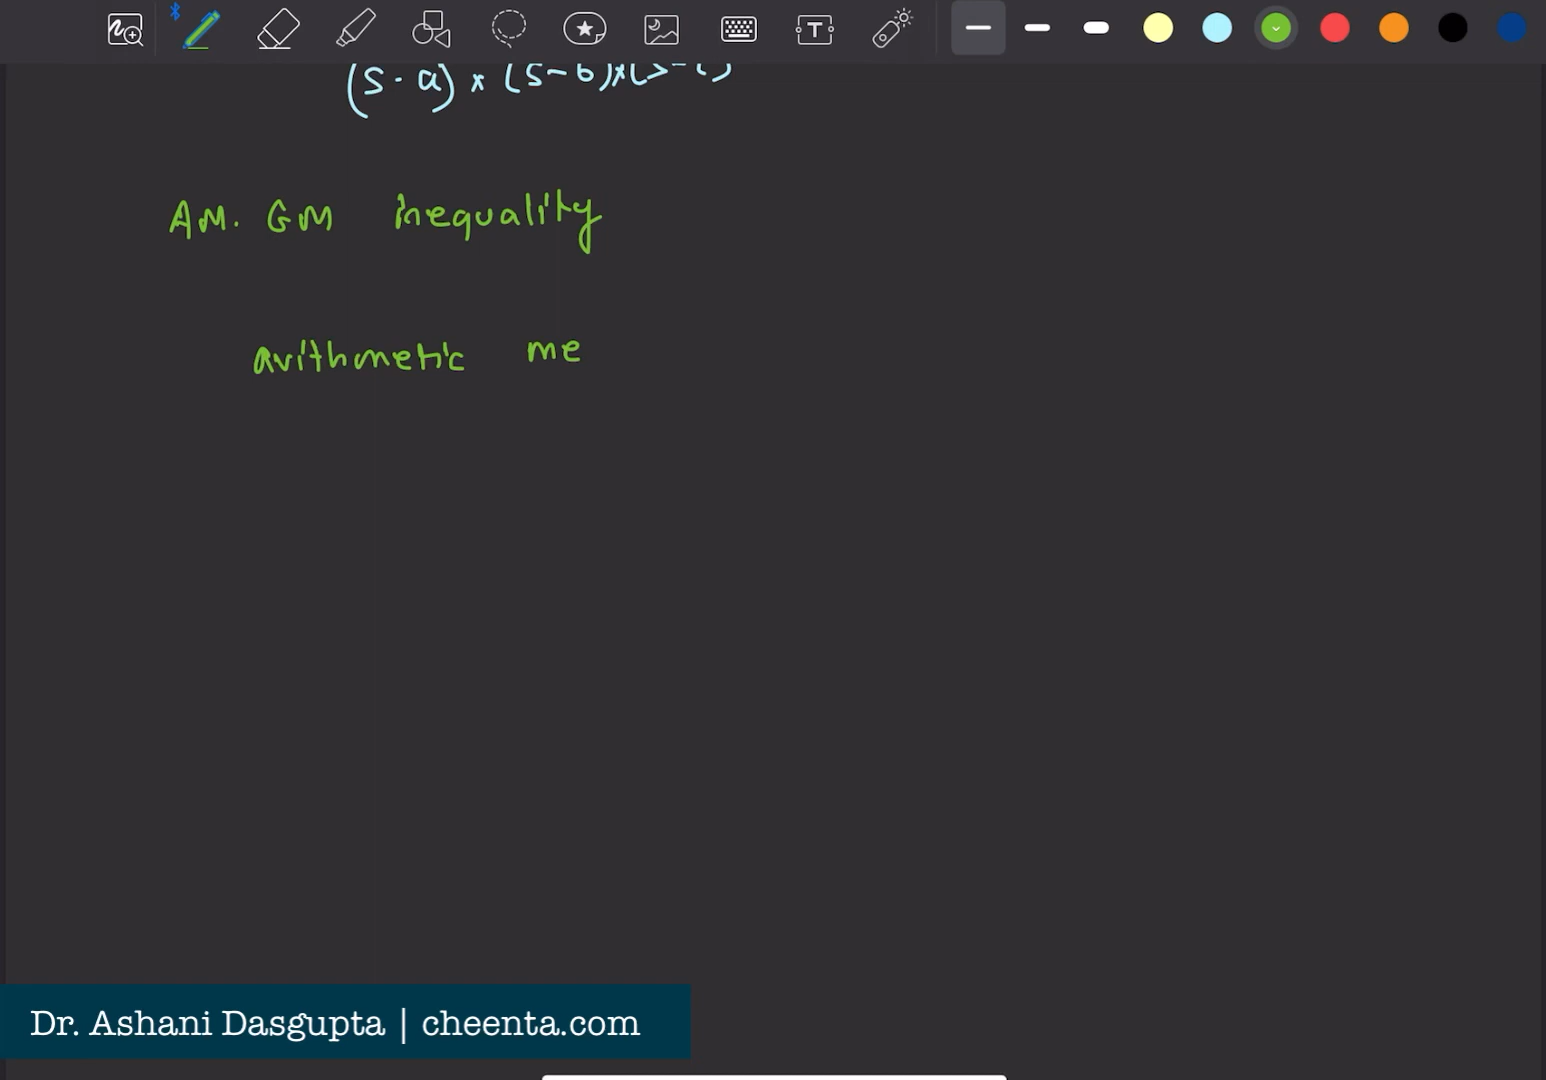 (s - a) × (s - b) × (s - c)
AM. GM inequality
arithmetic me
Dr. Ashani Dasgupta | cheenta.com